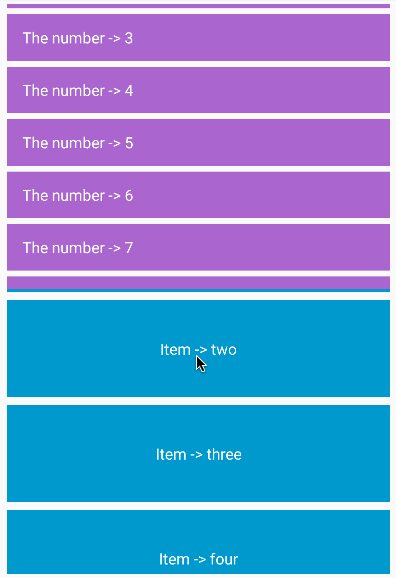 The number -> 3
The number -> 4
The number -> 5
The number -> 6
The number -> 7
Item -> two
Item -> three
Item -> four